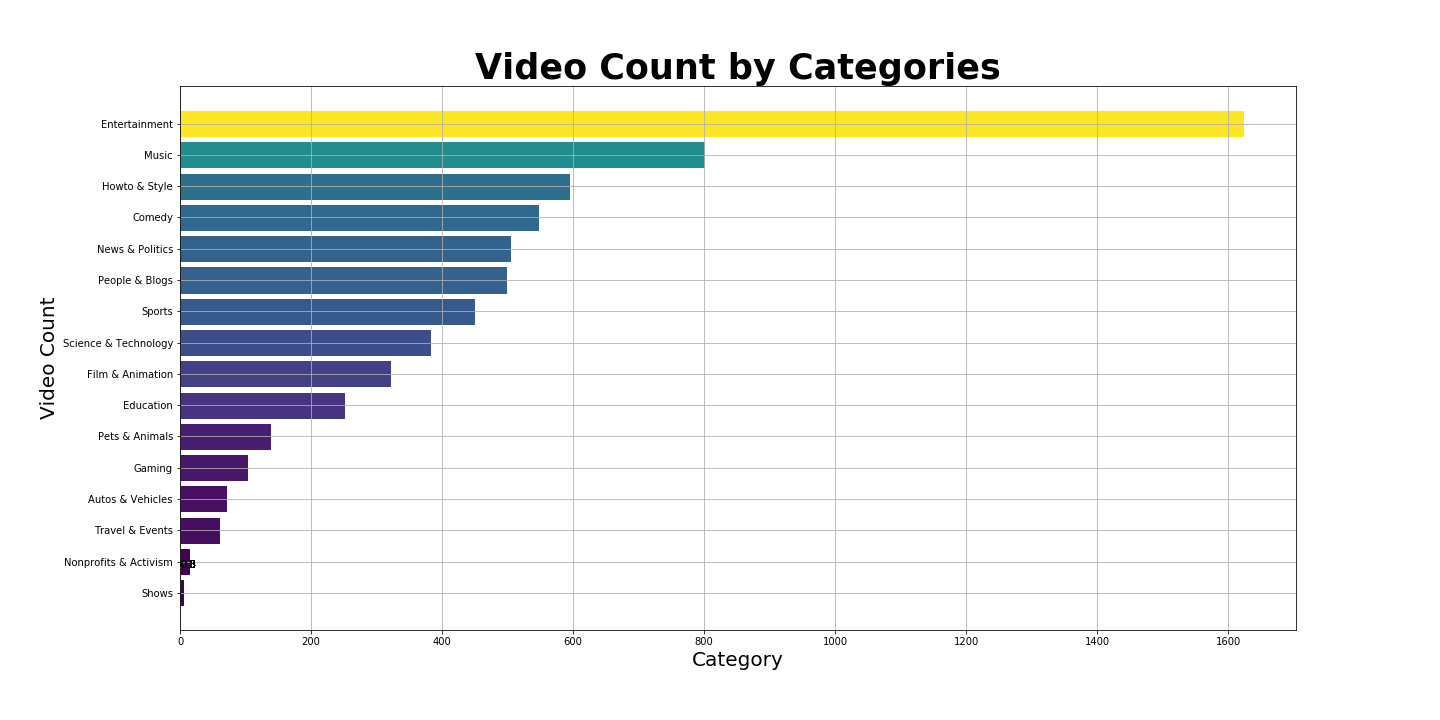 Video Count by Categories
Entertainment
Music
Howto & Style
Comedy
News & Politics
People & Blogs
Sports
Science & Technology
Film & Animation
Education
Pets & Animals
Gaming
Autos & Vehicles
Travel & Events
Nonprofits & Activism
Shows
Video Count
0 200 400 600 800 1000 1200 1400 1600
Category